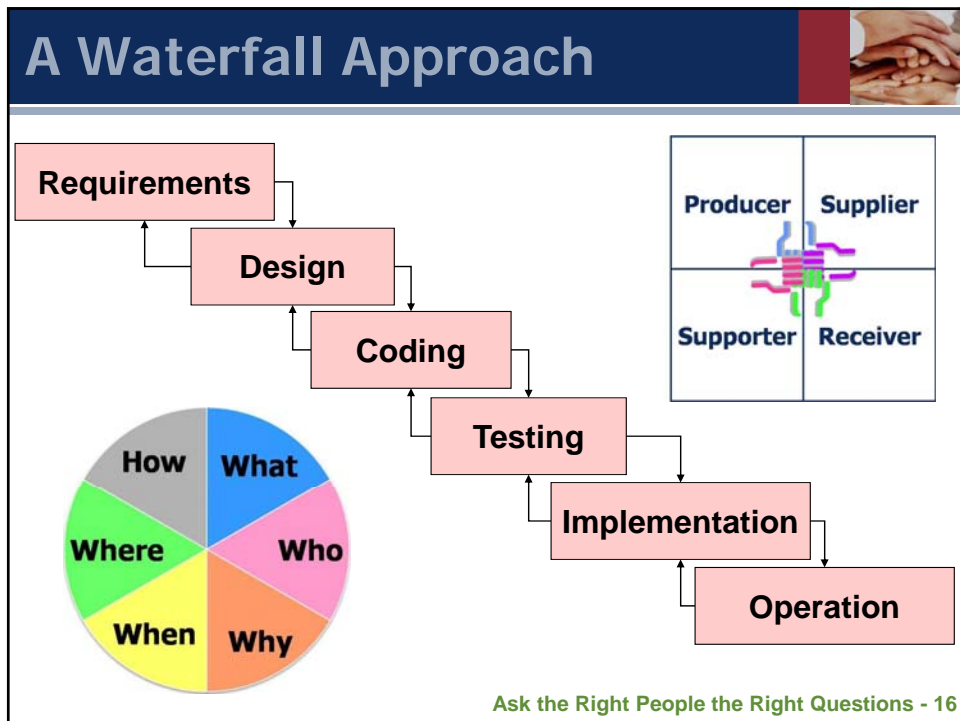 A Waterfall Approach
Requirements
Design
Coding
Testing
Implementation
Operation
Producer
Supplier
Supporter
Receiver
How
What
Where
Who
When
Why
Ask the Right People the Right Questions - 16